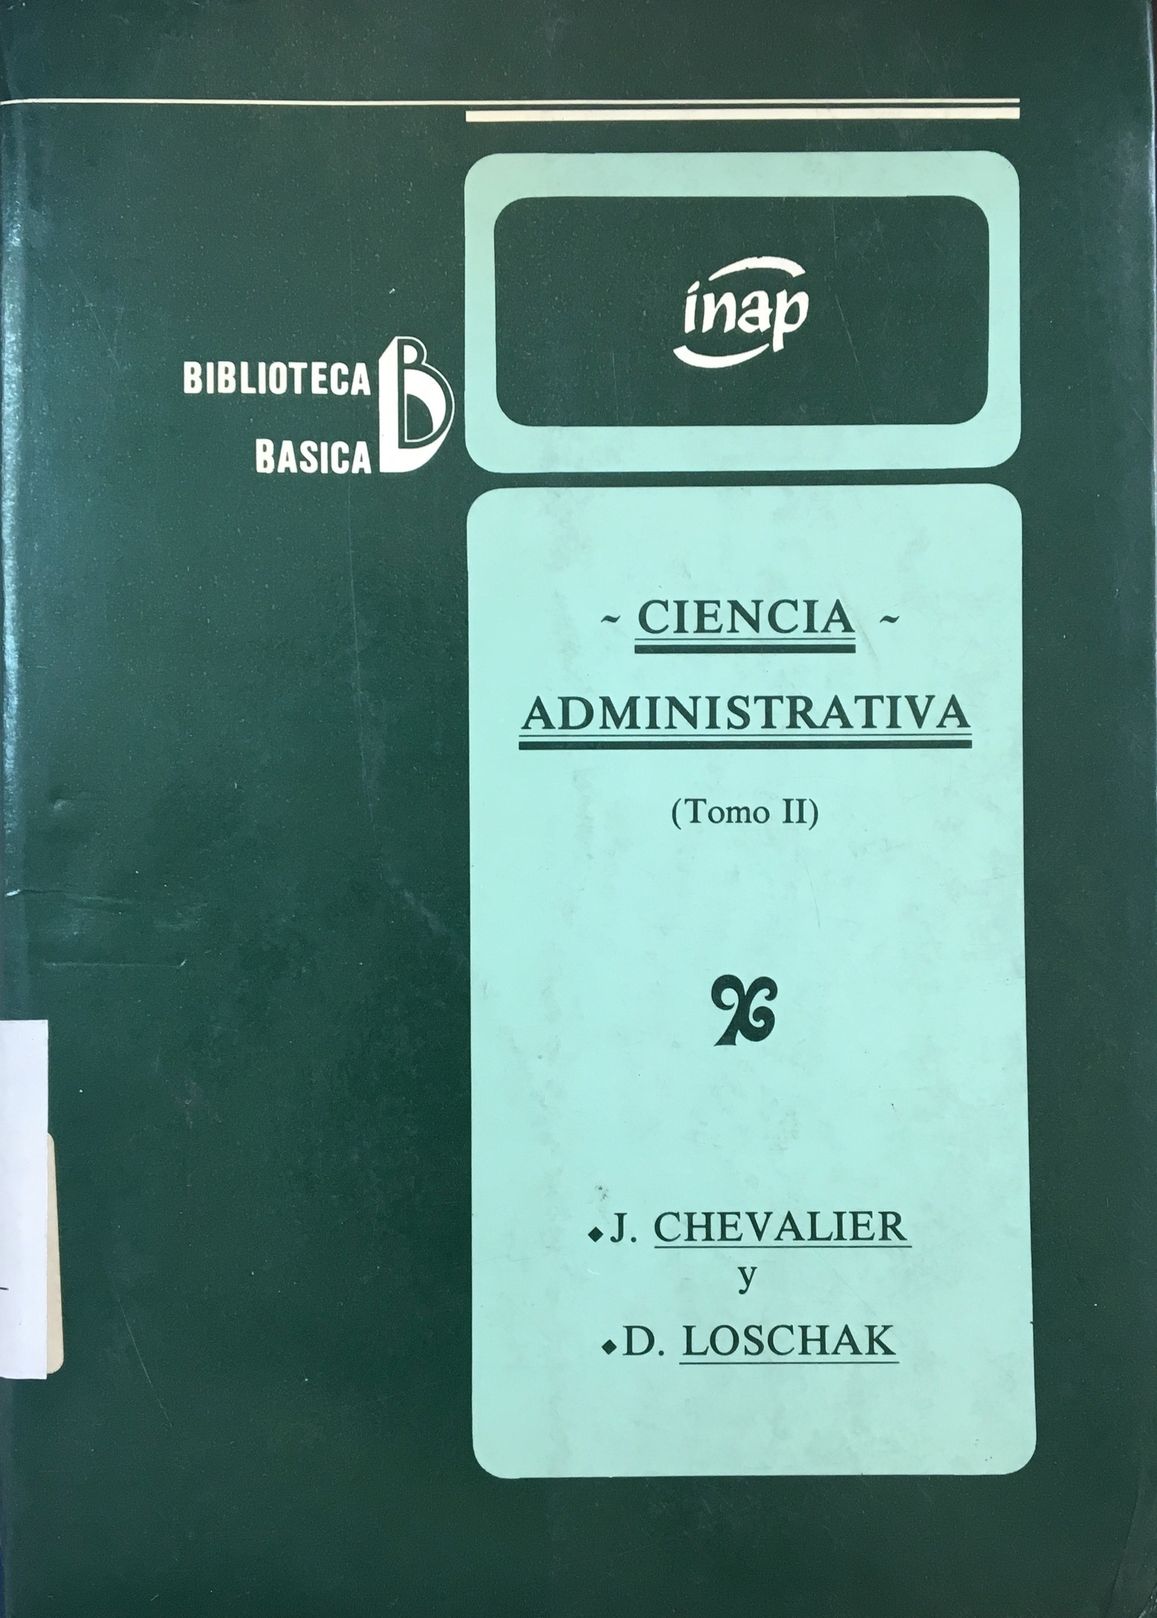 inap
BIBLIOTECA B
BASICA
~ CIENCIA ~
ADMINISTRATIVA
(Tomo II)
J. CHEVALIER
y
D. LOSCHAK